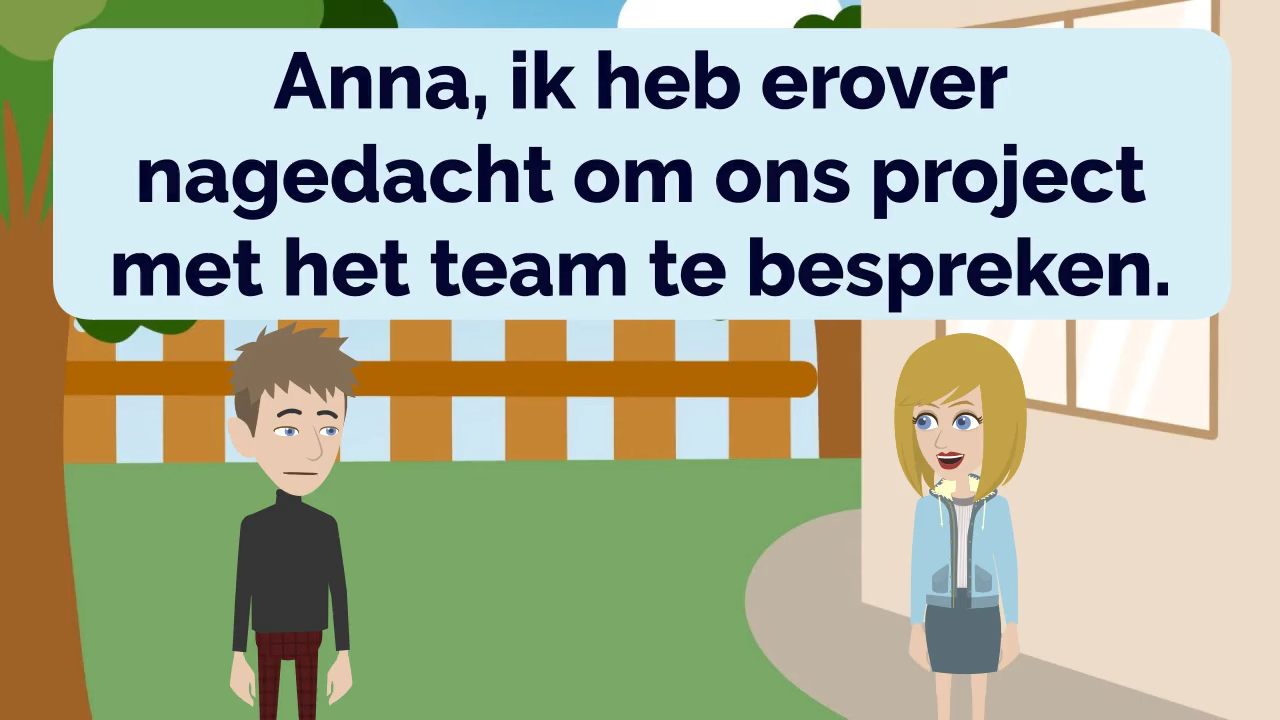 Anna, ik heb erover
nagedacht om ons project
met het team te bespreken.